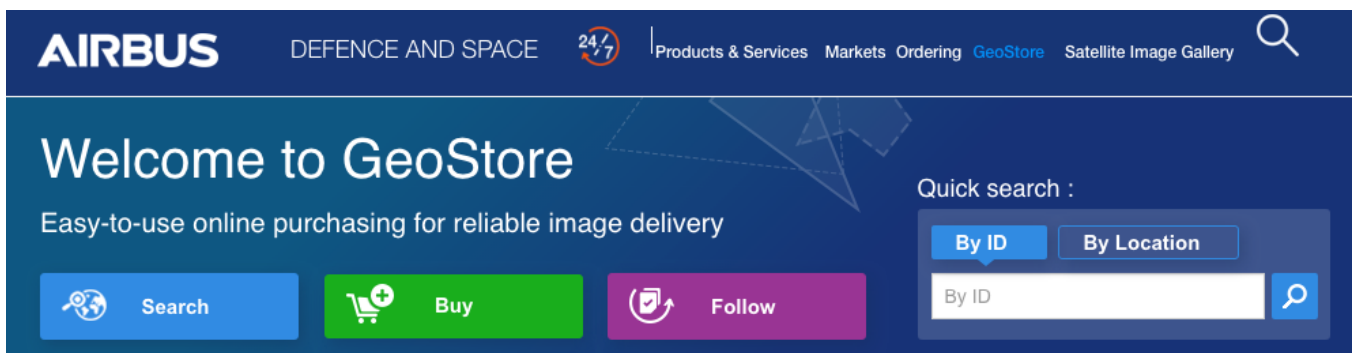 AIRBUS DEFENCE AND SPACE 24/7 Products & Services Markets Ordering GeoStore Satellite Image Gallery
Welcome to GeoStore
Easy-to-use online purchasing for reliable image delivery
Search Buy Follow
Quick search :
By ID By Location
By ID